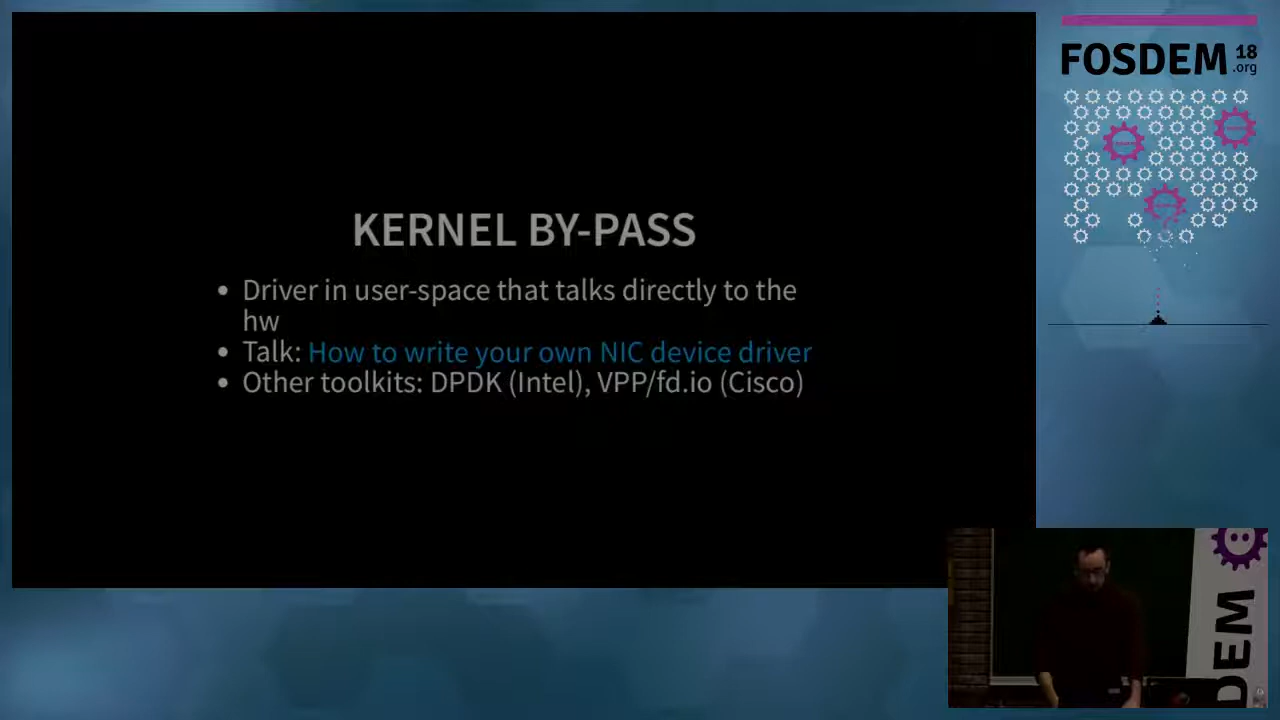 FOSDEM 18
.org
KERNEL BY-PASS
• Driver in user-space that talks directly to the
hw
• Talk: How to write your own NIC device driver
• Other toolkits: DPDK (Intel), VPP/fd.io (Cisco)
DEM